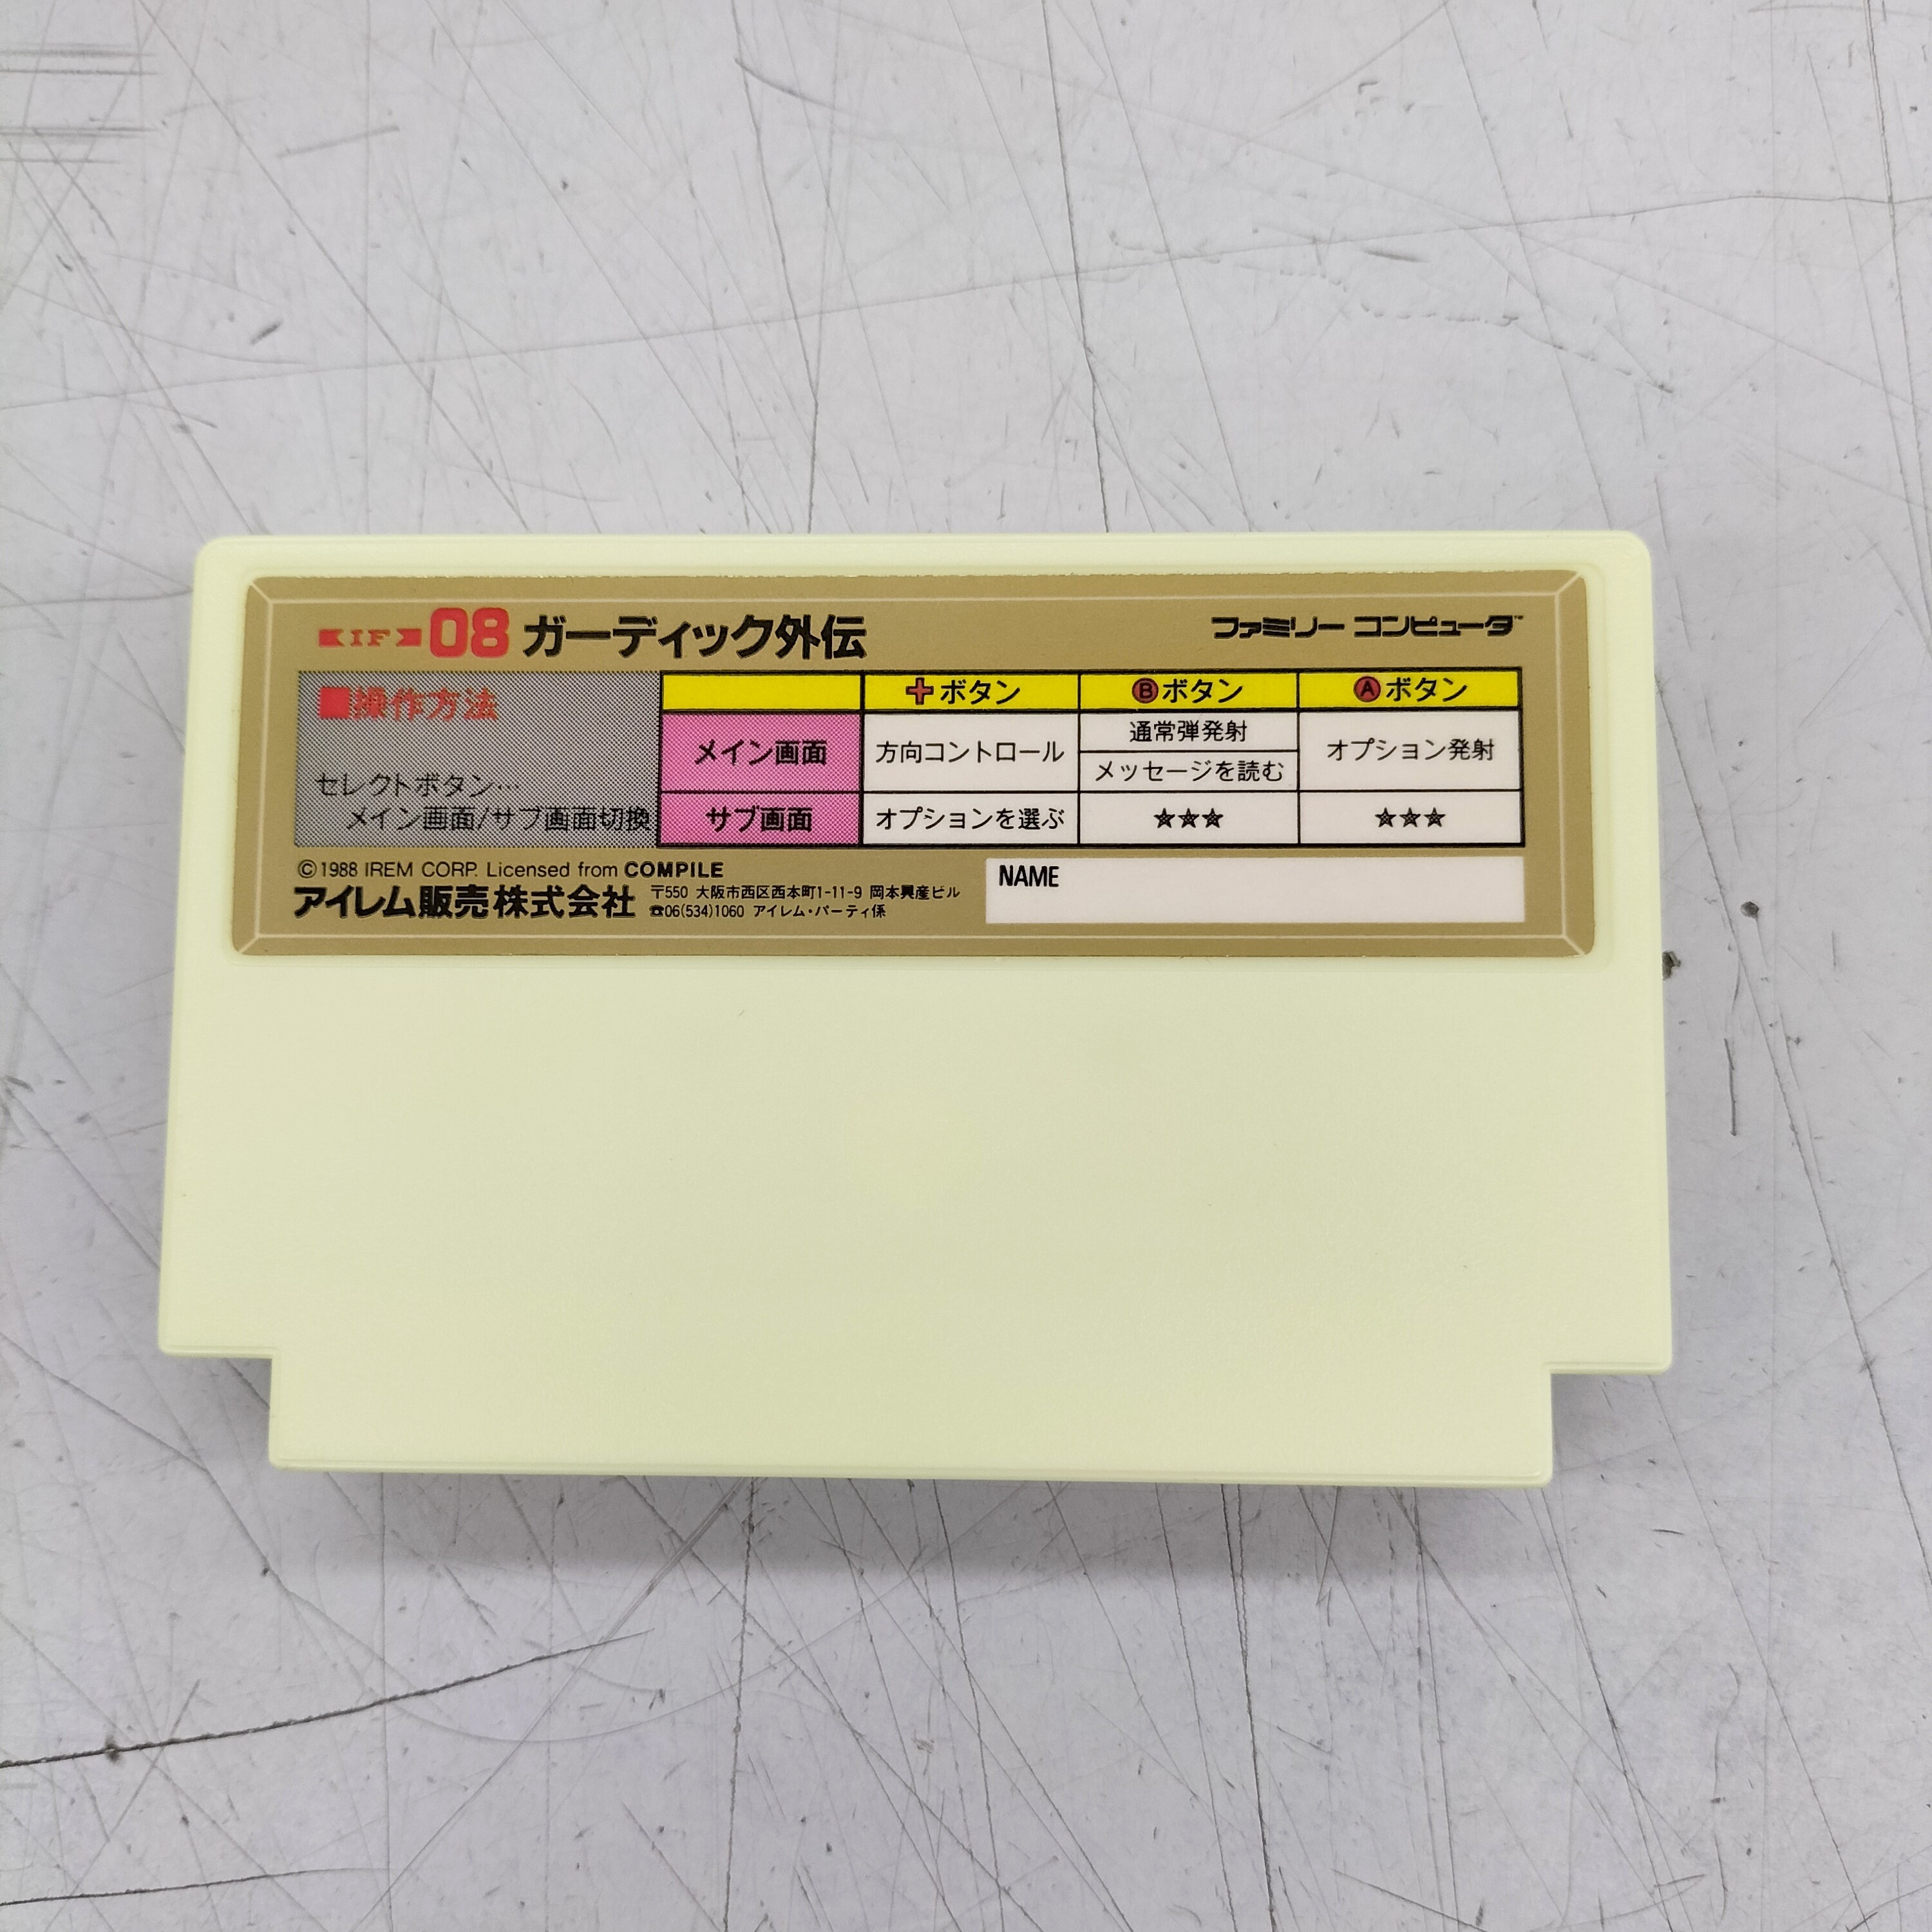 IF 08 ガーディック外伝
ファミリー コンピュータ™
■操作方法
セレクトボタン…
メイン画面/サブ画面切換
✚ボタン Ⓑボタン Ⓐボタン
メイン画面 方向コントロール 通常弾発射 オプション発射
メッセージを読む
サブ画面 オプションを選ぶ ★★★ ★★★
©1988 IREM CORP. Licensed from COMPILE
アイレム販売株式会社
〒550 大阪市西区西本町1-11-9 岡本興産ビル
☎06(534)1060 アイレム・パーティ係
NAME